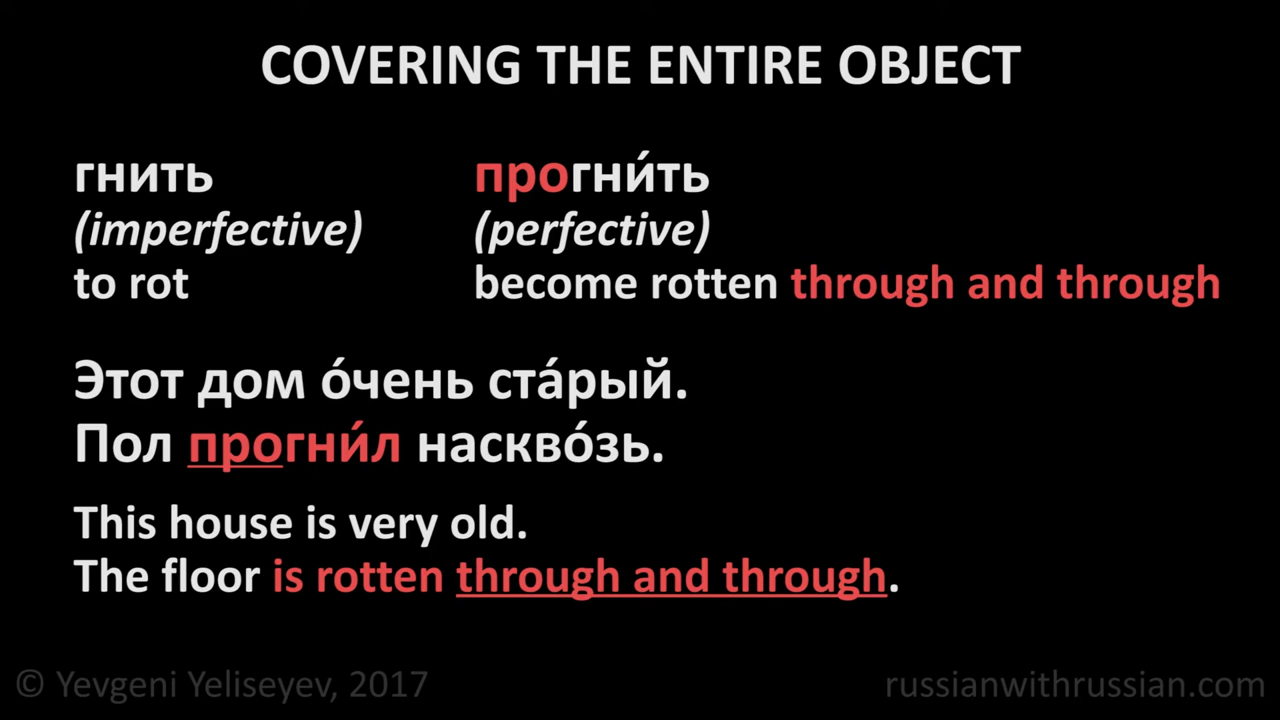 COVERING THE ENTIRE OBJECT
гнить прогни́ть
(imperfective) (perfective)
to rot become rotten through and through
Этот дом о́чень ста́рый.
Пол прогни́л наскво́зь.
This house is very old.
The floor is rotten through and through.
© Yevgeni Yeliseyev, 2017 russianwithrussian.com